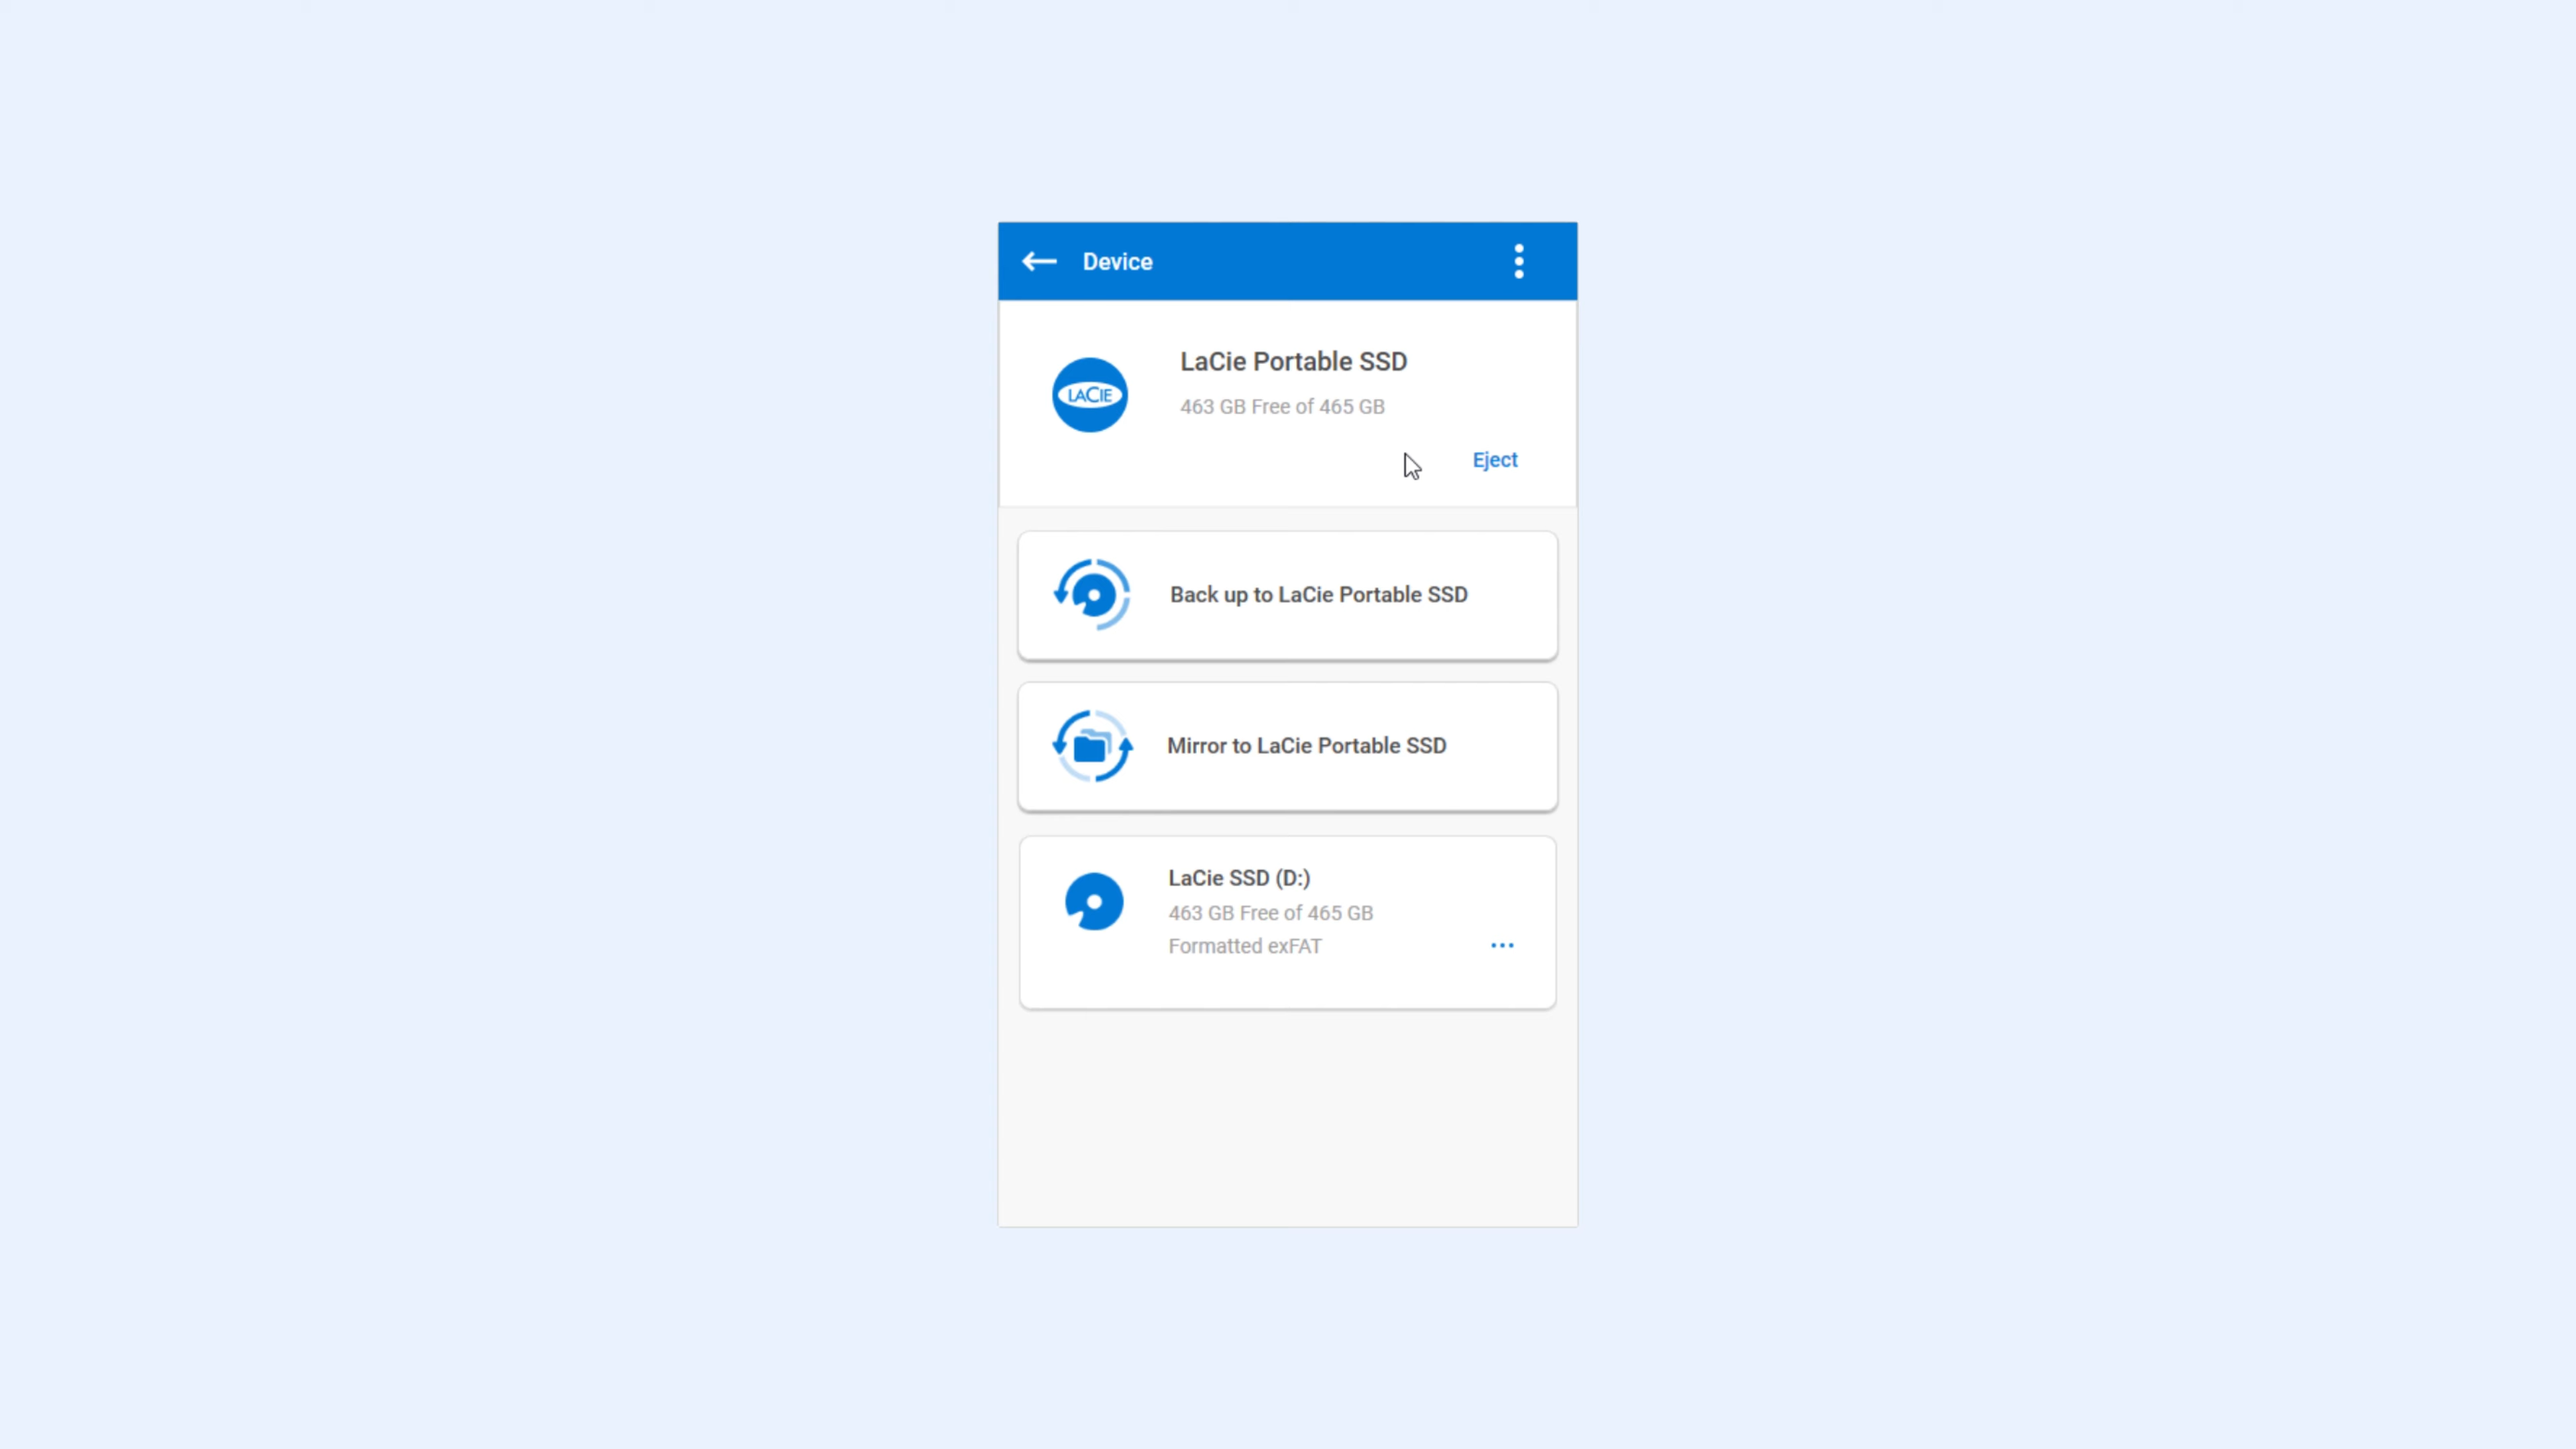 Device
LaCie Portable SSD
LACIE
463 GB Free of 465 GB
Eject
Back up to LaCie Portable SSD
Mirror to LaCie Portable SSD
LaCie SSD (D:)
463 GB Free of 465 GB
Formatted exFAT